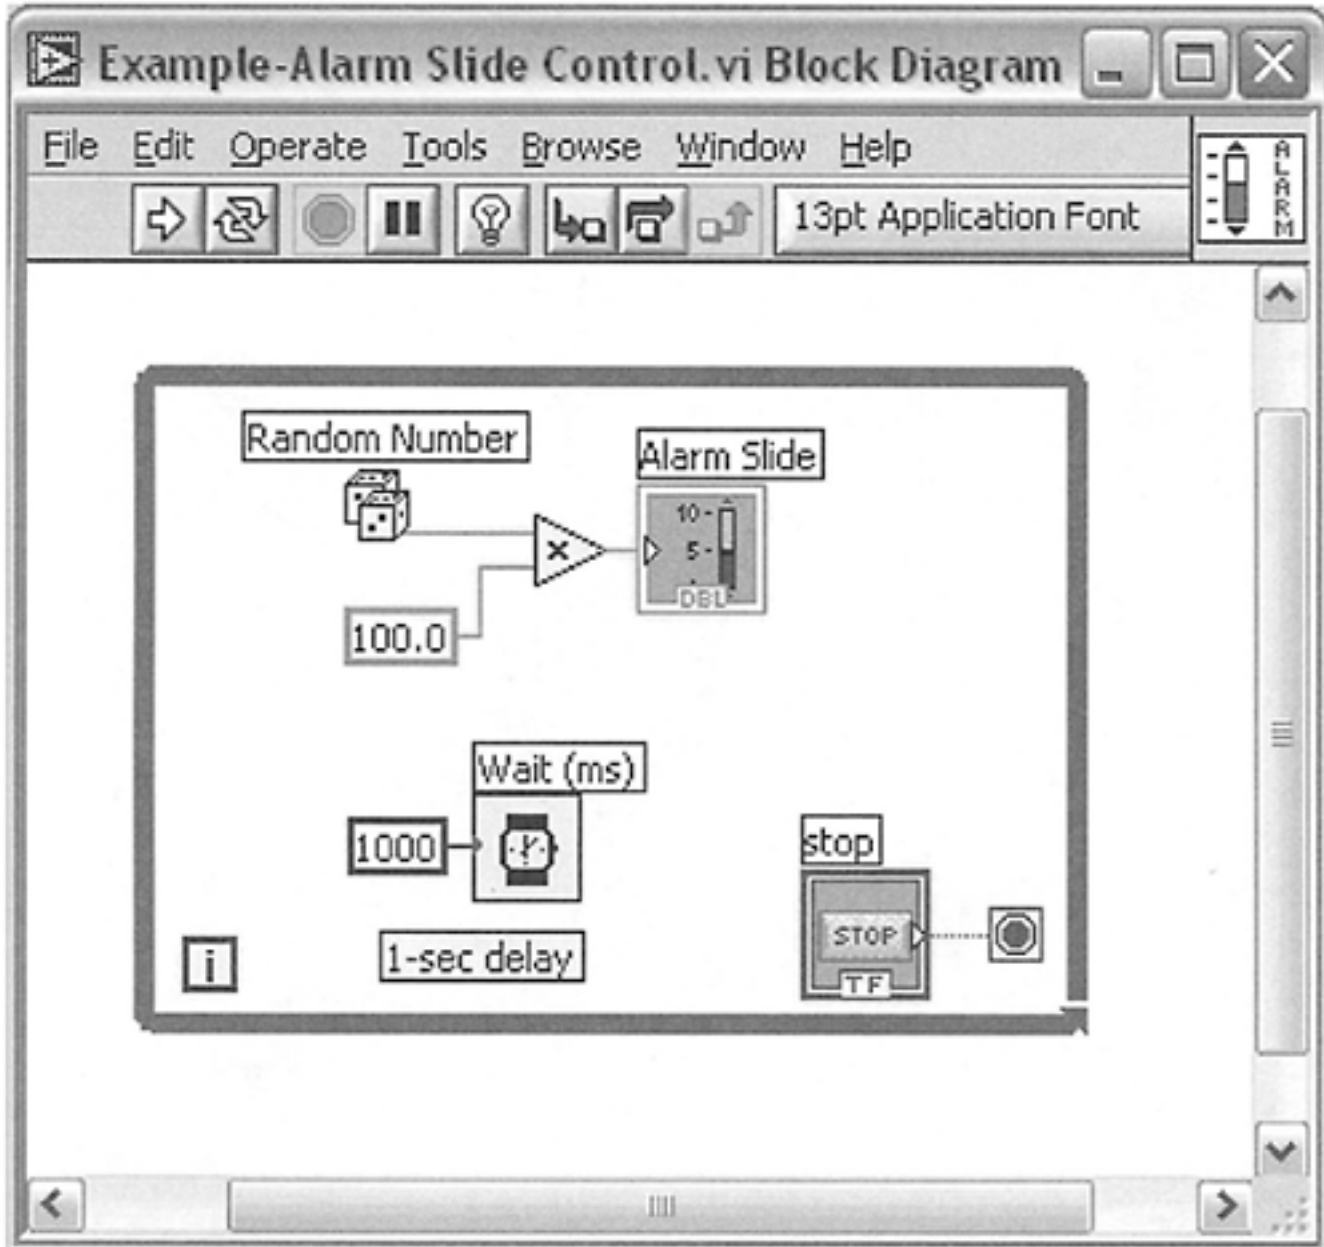 Example-Alarm Slide Control.vi Block Diagram
File Edit Operate Tools Browse Window Help
ALARM
13pt Application Font
Random Number
Alarm Slide
10
5
DBL
×
100.0
Wait (ms)
1000
stop
STOP
TF
i
1-sec delay